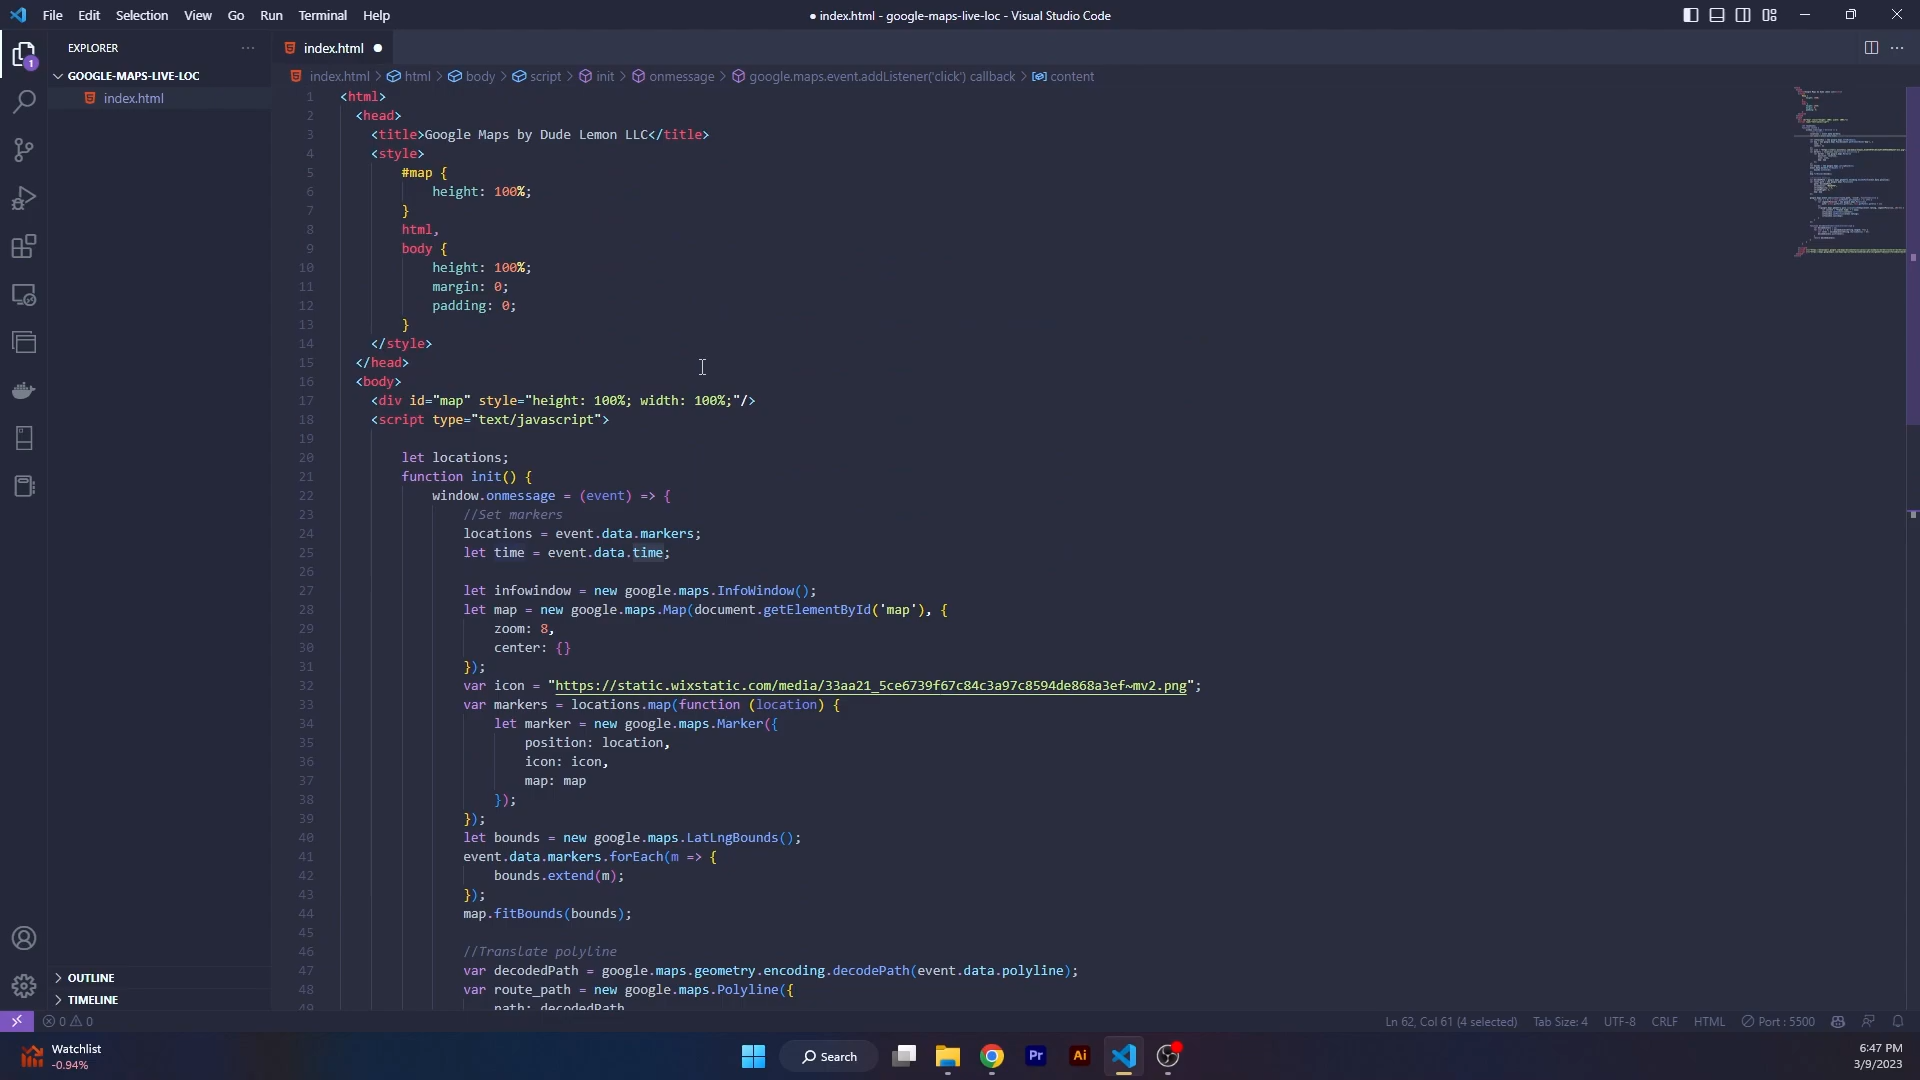 File Edit Selection View Go Run Terminal Help
● index.html - google-maps-live-loc - Visual Studio Code
EXPLORER
1
GOOGLE-MAPS-LIVE-LOC
index.html
index.html
index.html > html > body > script > init > onmessage > google.maps.event.addListener('click') callback > content
1 <html>
2 <head>
3 <title>Google Maps by Dude Lemon LLC</title>
4 <style>
5 #map {
6 height: 100%;
7 }
8 html,
9 body {
10 height: 100%;
11 margin: 0;
12 padding: 0;
13 }
14 </style>
15 </head>
16 <body>
17 <div id="map" style="height: 100%; width: 100%;"/>
18 <script type="text/javascript">
19
20 let locations;
21 function init() {
22 window.onmessage = (event) => {
23 //Set markers
24 locations = event.data.markers;
25 let time = event.data.time;
26
27 let infowindow = new google.maps.InfoWindow();
28 let map = new google.maps.Map(document.getElementById('map'), {
29 zoom: 8,
30 center: {}
31 });
32 var icon = "https://static.wixstatic.com/media/33aa21_5ce6739f67c84c3a97c8594de868a3ef~mv2.png";
33 var markers = locations.map(function (location) {
34 let marker = new google.maps.Marker({
35 position: location,
36 icon: icon,
37 map: map
38 });
39 });
40 let bounds = new google.maps.LatLngBounds();
41 event.data.markers.forEach(m => {
42 bounds.extend(m);
43 });
44 map.fitBounds(bounds);
45
46 //Translate polyline
47 var decodedPath = google.maps.geometry.encoding.decodePath(event.data.polyline);
48 var route_path = new google.maps.Polyline({
49 path: decodedPath
OUTLINE
TIMELINE
0 0
Ln 62, Col 61 (4 selected) Tab Size: 4 UTF-8 CRLF HTML Port : 5500
Watchlist
-0.94%
Search
Pr
Ai
6:47 PM
3/9/2023